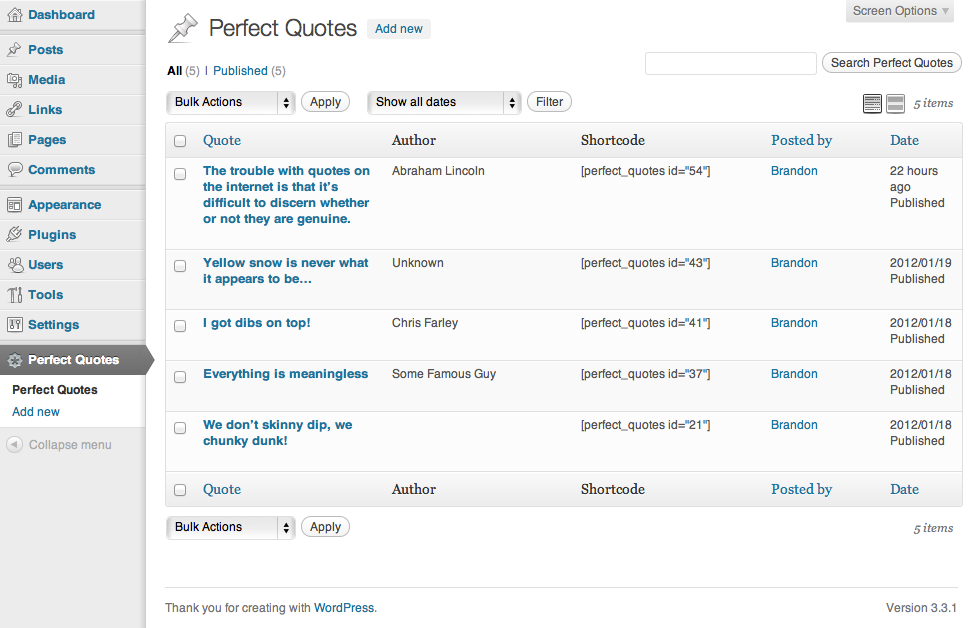 Dashboard
Posts
Media
Links
Pages
Comments
Appearance
Plugins
Users
Tools
Settings
Perfect Quotes
Perfect Quotes
Add new
Collapse menu
Screen Options
Perfect Quotes Add new
All (5) | Published (5)
Search Perfect Quotes
Bulk Actions Apply Show all dates Filter 5 items
Quote Author Shortcode Posted by Date
The trouble with quotes on Abraham Lincoln [perfect_quotes id="54"] Brandon 22 hours
the internet is that it's ago
difficult to discern whether Published
or not they are genuine.
Yellow snow is never what Unknown [perfect_quotes id="43"] Brandon 2012/01/19
it appears to be… Published
I got dibs on top! Chris Farley [perfect_quotes id="41"] Brandon 2012/01/18
Published
Everything is meaningless Some Famous Guy [perfect_quotes id="37"] Brandon 2012/01/18
Published
We don't skinny dip, we [perfect_quotes id="21"] Brandon 2012/01/18
chunky dunk! Published
Quote Author Shortcode Posted by Date
Bulk Actions Apply 5 items
Thank you for creating with WordPress. Version 3.3.1